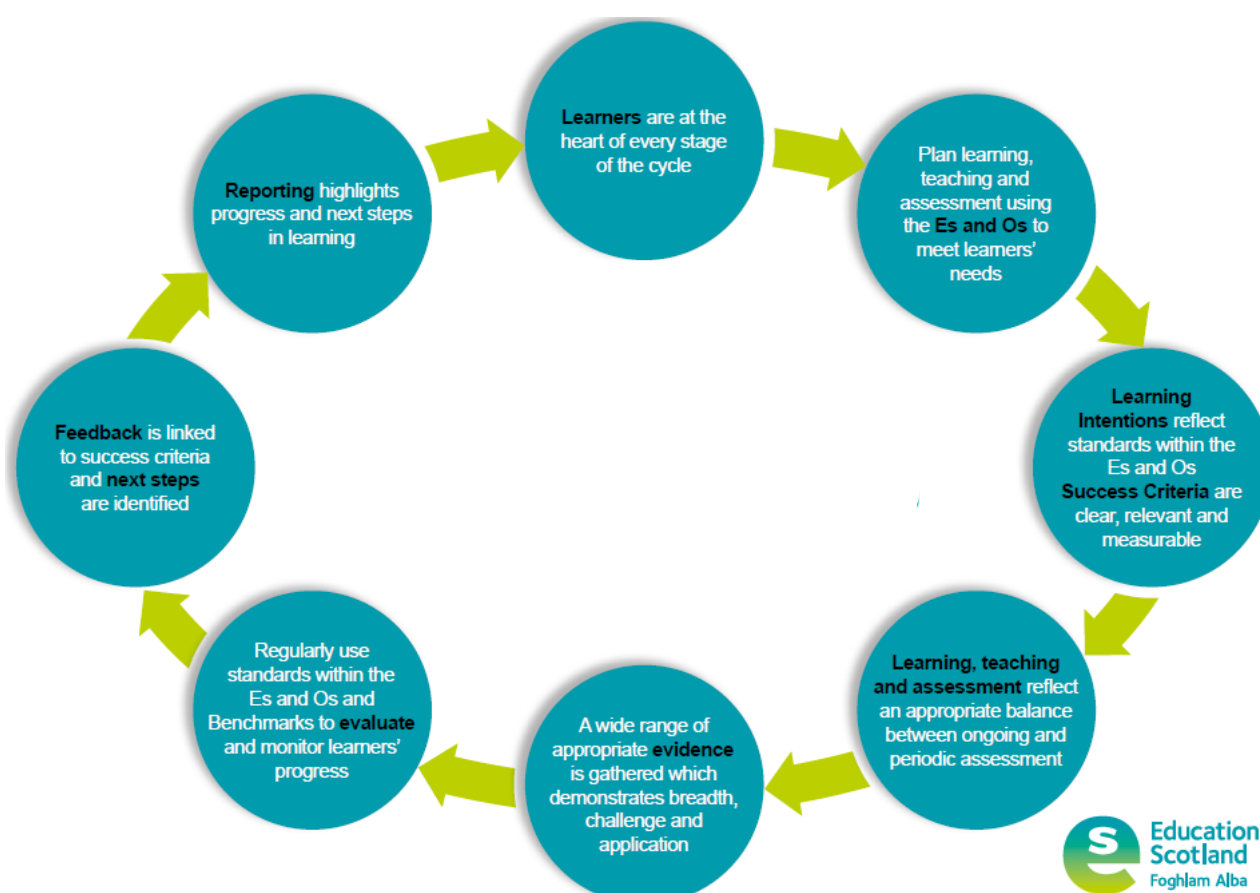 Learners are at the
heart of every stage
of the cycle
Plan learning,
teaching and
assessment using
the Es and Os to
meet learners'
needs
Learning
Intentions reflect
standards within the
Es and Os
Success Criteria are
clear, relevant and
measurable
Learning, teaching
and assessment reflect
an appropriate balance
between ongoing and
periodic assessment
A wide range of
appropriate evidence
is gathered which
demonstrates breadth,
challenge and
application
Regularly use
standards within the
Es and Os and
Benchmarks to evaluate
and monitor learners'
progress
Feedback is linked
to success criteria
and next steps
are identified
Reporting highlights
progress and next steps
in learning
Education
Scotland
Foghlam Alba